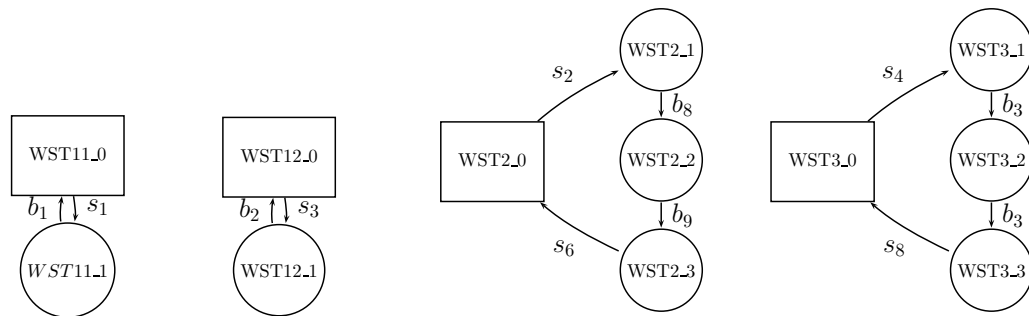 WST11_0
b₁
s₁
WST11_1
WST12_0
b₂
s₃
WST12_1
WST2_1
s₂
b₈
WST2_0
WST2_2
b₉
s₆
WST2_3
WST3_1
s₄
b₃
WST3_0
WST3_2
b₃
s₈
WST3_3